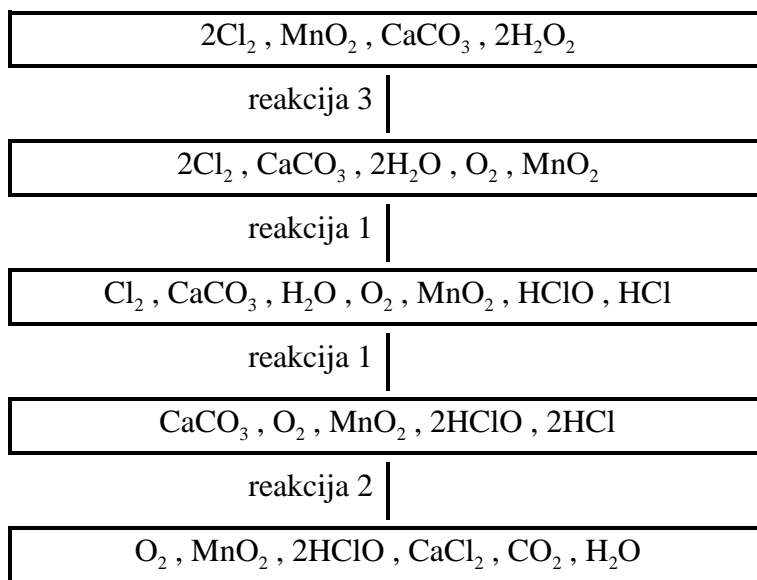 2Cl₂ , MnO₂ , CaCO₃ , 2H₂O₂
reakcija 3
2Cl₂ , CaCO₃ , 2H₂O , O₂ , MnO₂
reakcija 1
Cl₂ , CaCO₃ , H₂O , O₂ , MnO₂ , HClO , HCl
reakcija 1
CaCO₃ , O₂ , MnO₂ , 2HClO , 2HCl
reakcija 2
O₂ , MnO₂ , 2HClO , CaCl₂ , CO₂ , H₂O